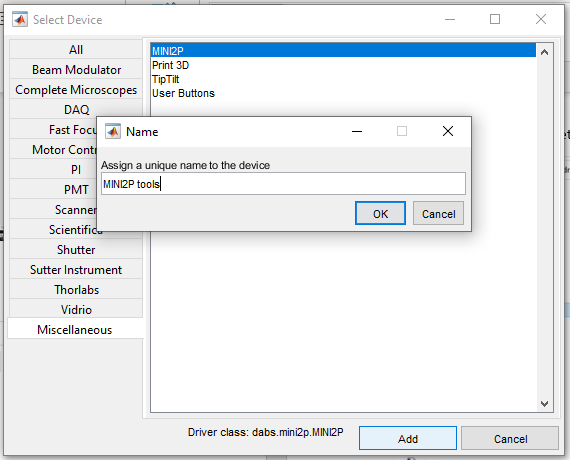 Select Device
All
Beam Modulator
Complete Microscopes
DAQ
Fast Focu
Motor Contr
PI
PMT
Scanner
Scientifica
Shutter
Sutter Instrument
Thorlabs
Vidrio
Miscellaneous
MINI2P
Print 3D
TipTilt
User Buttons
Name
Assign a unique name to the device
MINI2P tools
OK
Cancel
Driver class: dabs.mini2p.MINI2P
Add
Cancel